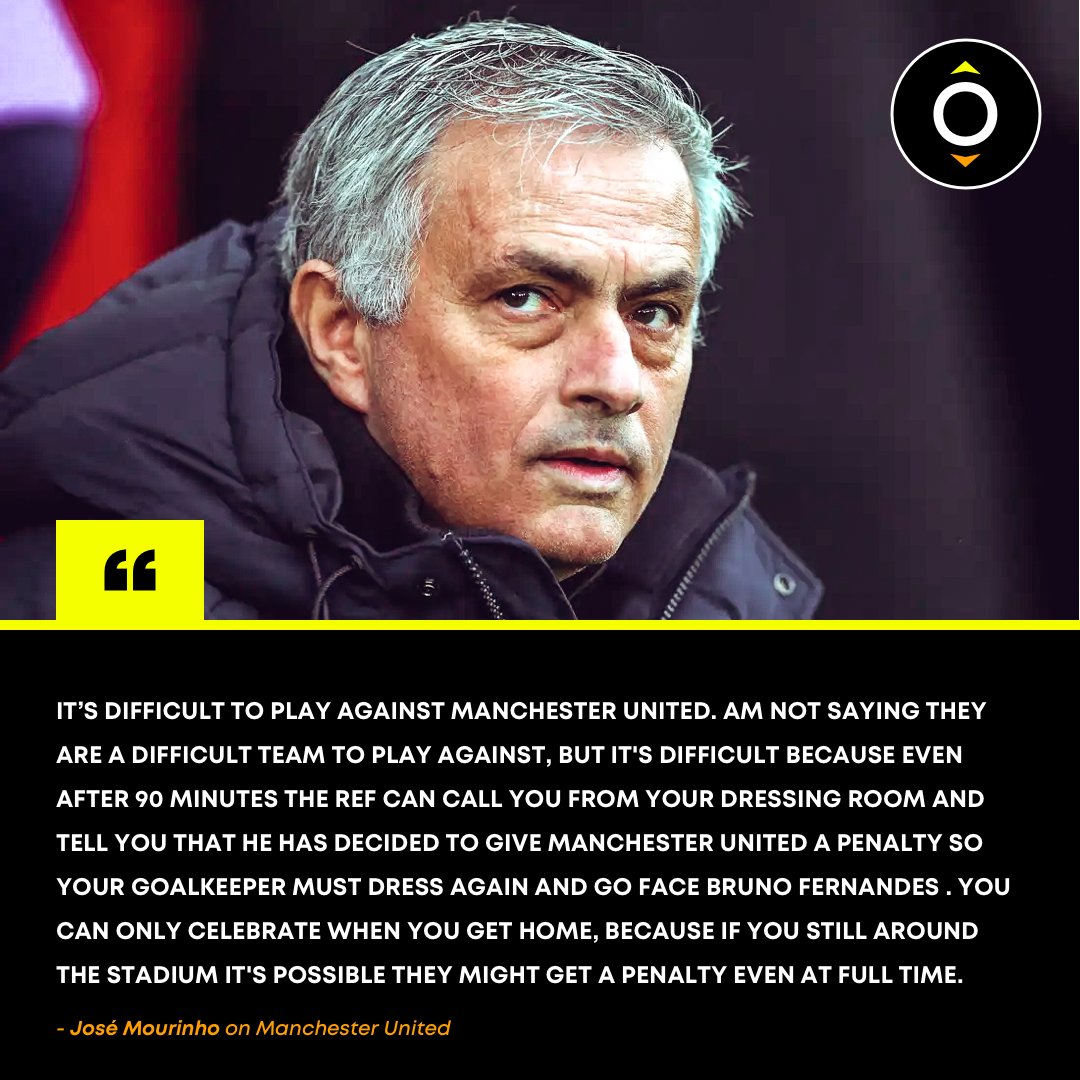 IT’S DIFFICULT TO PLAY AGAINST MANCHESTER UNITED. AM NOT SAYING THEY
ARE A DIFFICULT TEAM TO PLAY AGAINST, BUT IT'S DIFFICULT BECAUSE EVEN
AFTER 90 MINUTES THE REF CAN CALL YOU FROM YOUR DRESSING ROOM AND
TELL YOU THAT HE HAS DECIDED TO GIVE MANCHESTER UNITED A PENALTY SO
YOUR GOALKEEPER MUST DRESS AGAIN AND GO FACE BRUNO FERNANDES . YOU
CAN ONLY CELEBRATE WHEN YOU GET HOME, BECAUSE IF YOU STILL AROUND
THE STADIUM IT'S POSSIBLE THEY MIGHT GET A PENALTY EVEN AT FULL TIME.
- José Mourinho on Manchester United